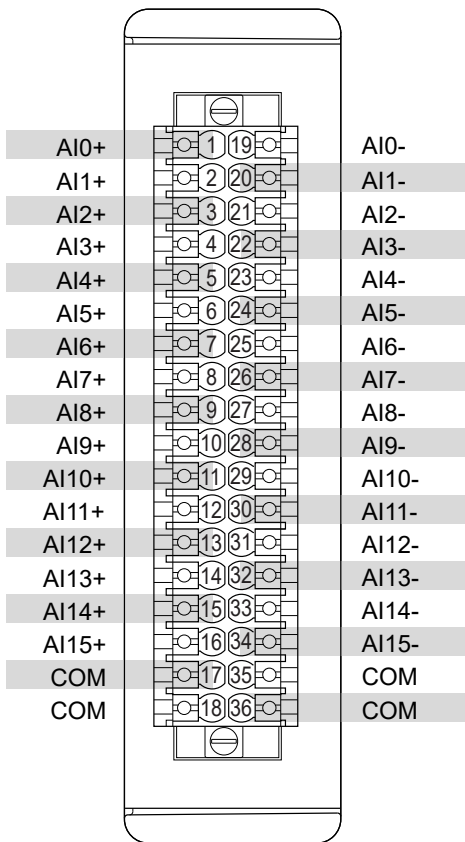 AI0+ 1 19 AI0-
AI1+ 2 20 AI1-
AI2+ 3 21 AI2-
AI3+ 4 22 AI3-
AI4+ 5 23 AI4-
AI5+ 6 24 AI5-
AI6+ 7 25 AI6-
AI7+ 8 26 AI7-
AI8+ 9 27 AI8-
AI9+ 10 28 AI9-
AI10+ 11 29 AI10-
AI11+ 12 30 AI11-
AI12+ 13 31 AI12-
AI13+ 14 32 AI13-
AI14+ 15 33 AI14-
AI15+ 16 34 AI15-
COM 17 35 COM
COM 18 36 COM